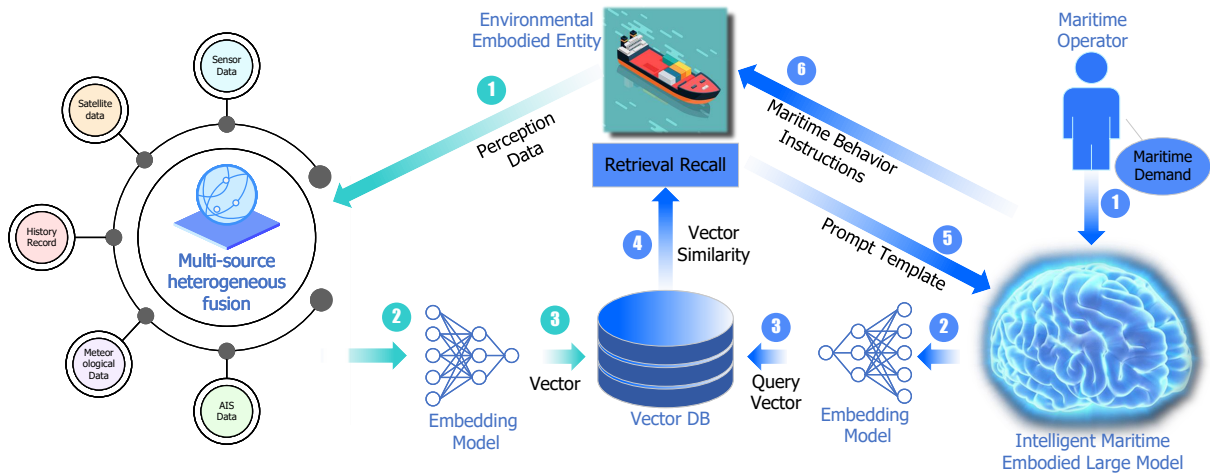 Sensor
Data
Satellite
data
History
Record
Meteor
ological
Data
AIS
Data
Multi-source
heterogeneous
fusion
Environmental
Embodied Entity
1
Perception
Data
Retrieval Recall
6
Maritime Behavior
Instructions
Maritime
Operator
Maritime
Demand
1
4
Vector
Similarity
5
Prompt Template
2
Embedding
Model
3
Vector
Vector DB
3
Query
Vector
2
Embedding
Model
Intelligent Maritime
Embodied Large Model